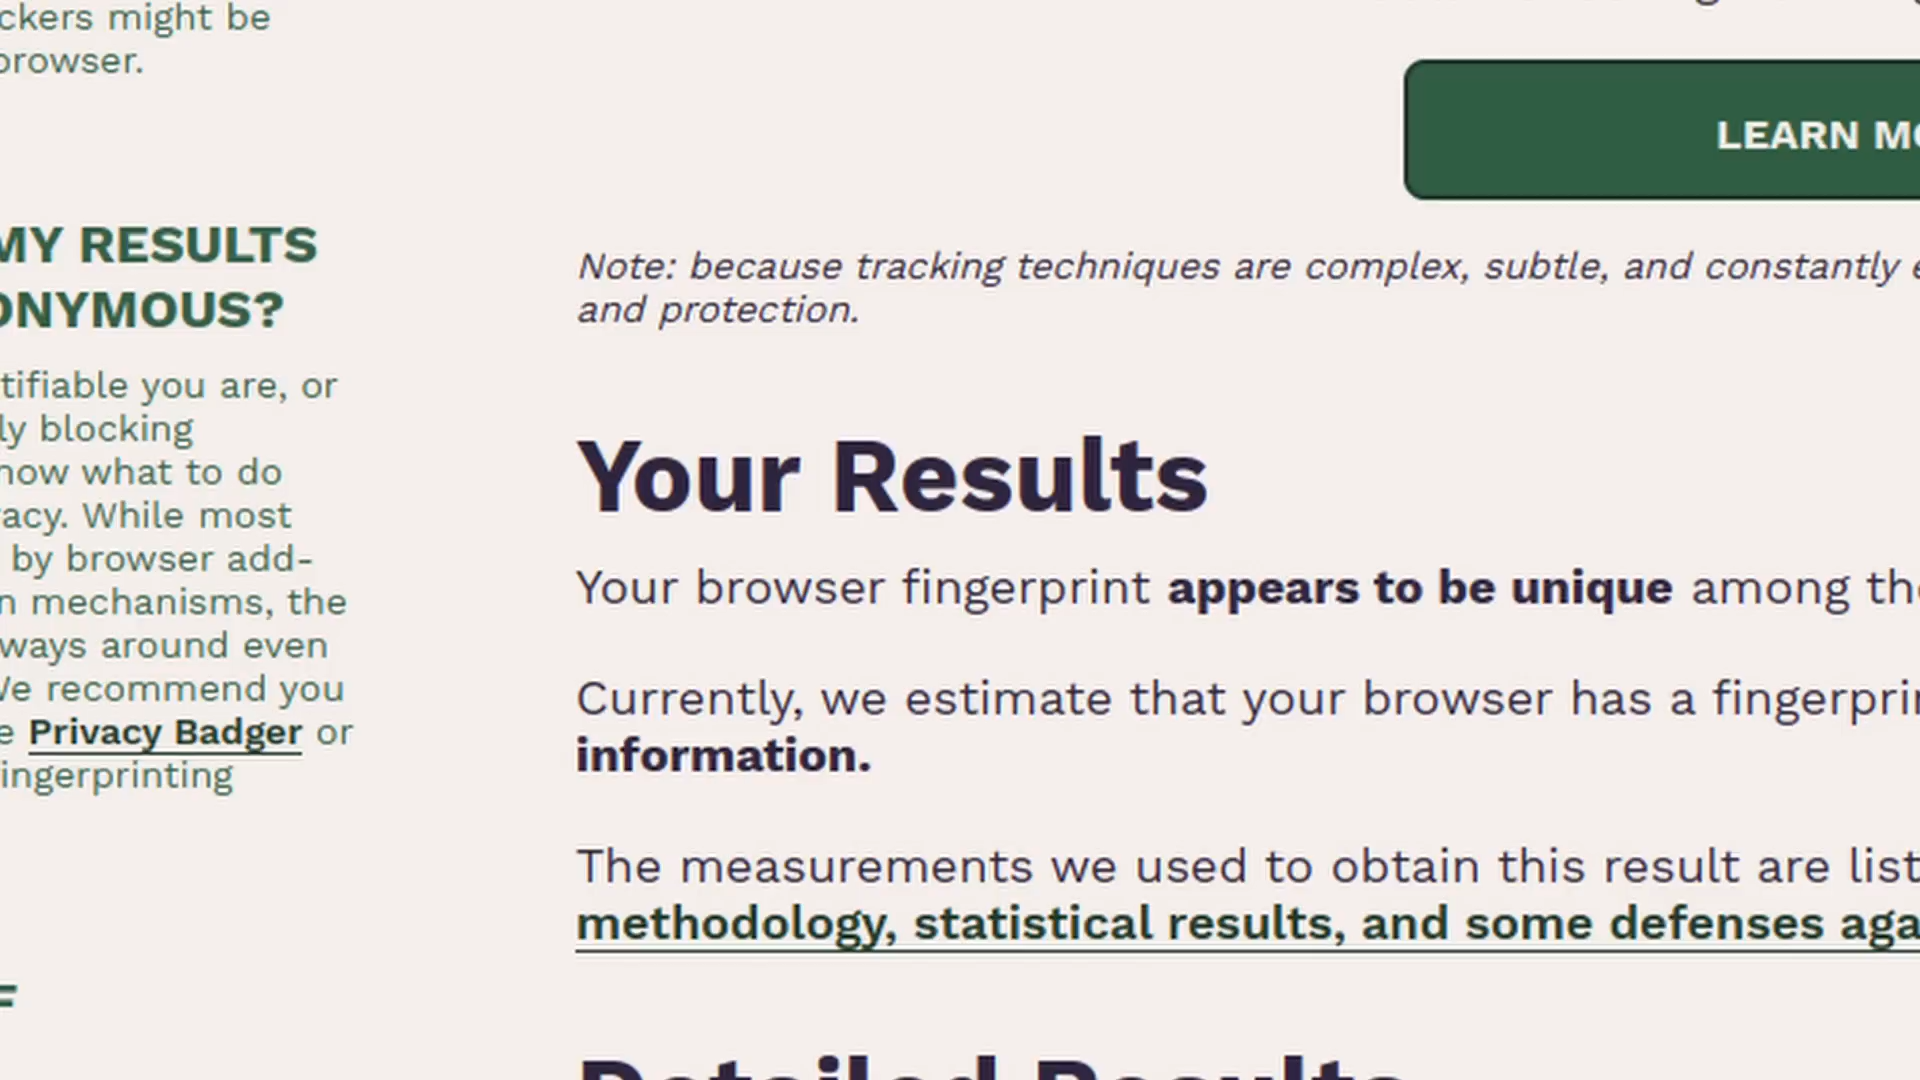 ckers might be
browser.
LEARN MO
MY RESULTS
ONYMOUS?
tifiable you are, or
ly blocking
now what to do
acy. While most
by browser add-
n mechanisms, the
ways around even
We recommend you
e Privacy Badger or
ingerprinting
Note: because tracking techniques are complex, subtle, and constantly e
and protection.
Your Results
Your browser fingerprint appears to be unique among the
Currently, we estimate that your browser has a fingerprin
information.
The measurements we used to obtain this result are list
methodology, statistical results, and some defenses aga
Detailed Results